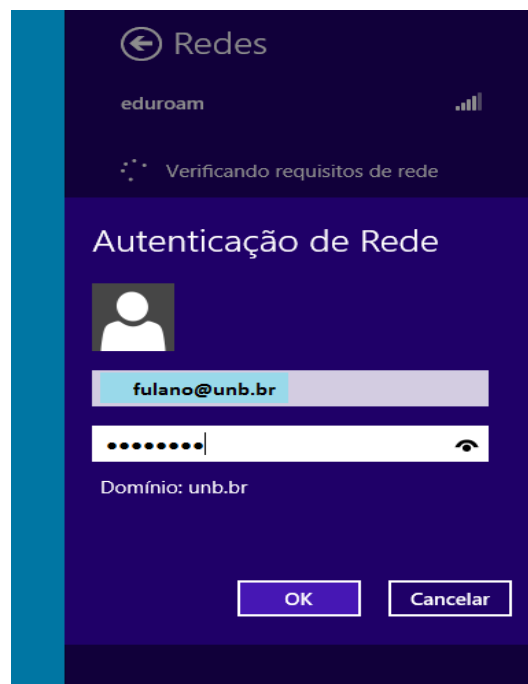 Redes
eduroam
Verificando requisitos de rede
Autenticação de Rede
fulano@unb.br
••••••••
Domínio: unb.br
OK
Cancelar